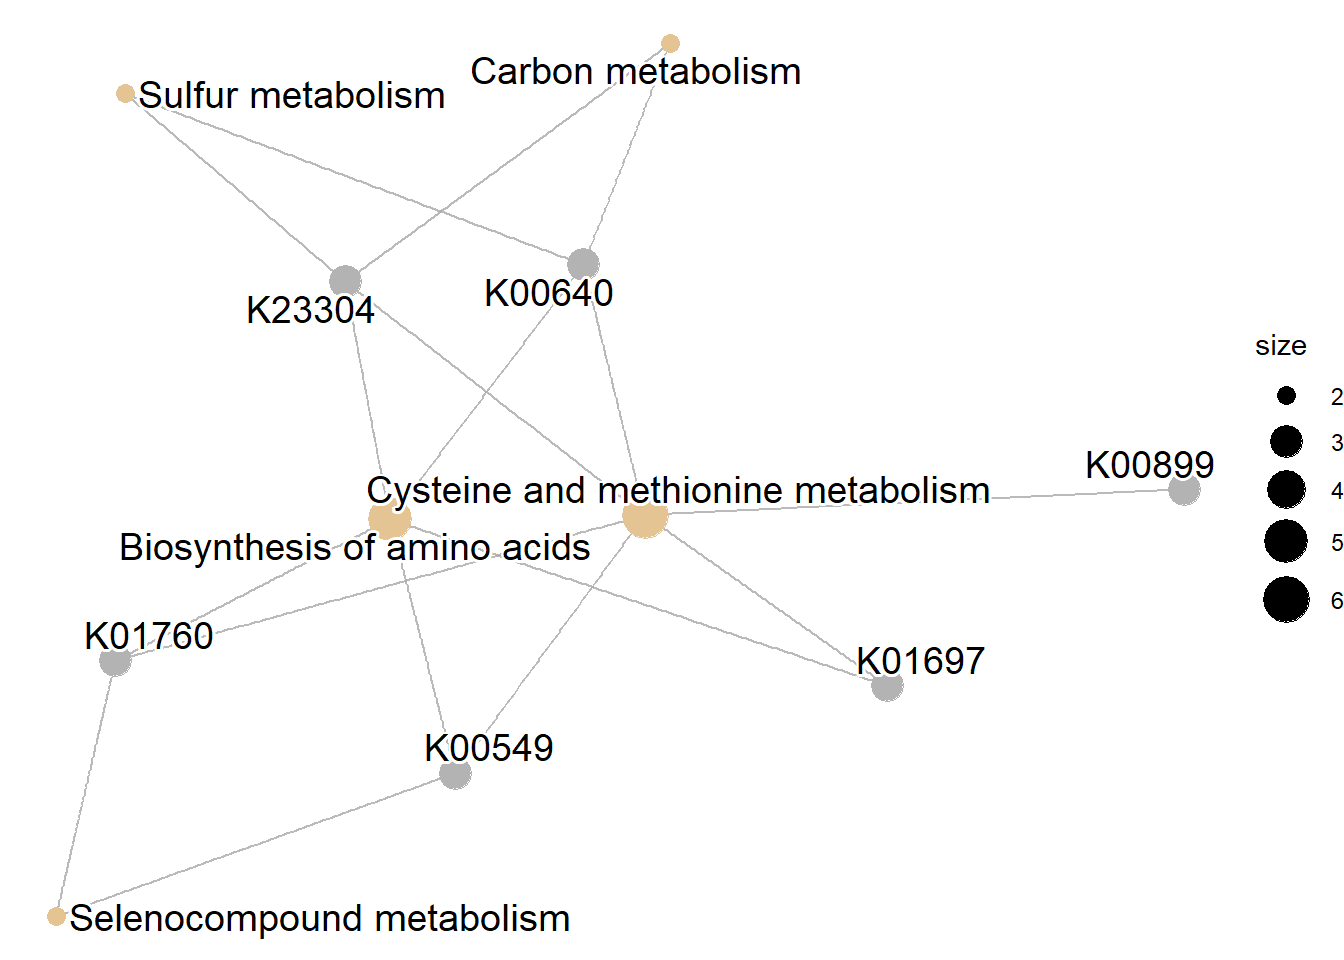 Carbon metabolism
Sulfur metabolism
K23304
K00640
size
2
3
4
5
6
K00899
Cysteine and methionine metabolism
Biosynthesis of amino acids
K01760
K01697
K00549
Selenocompound metabolism